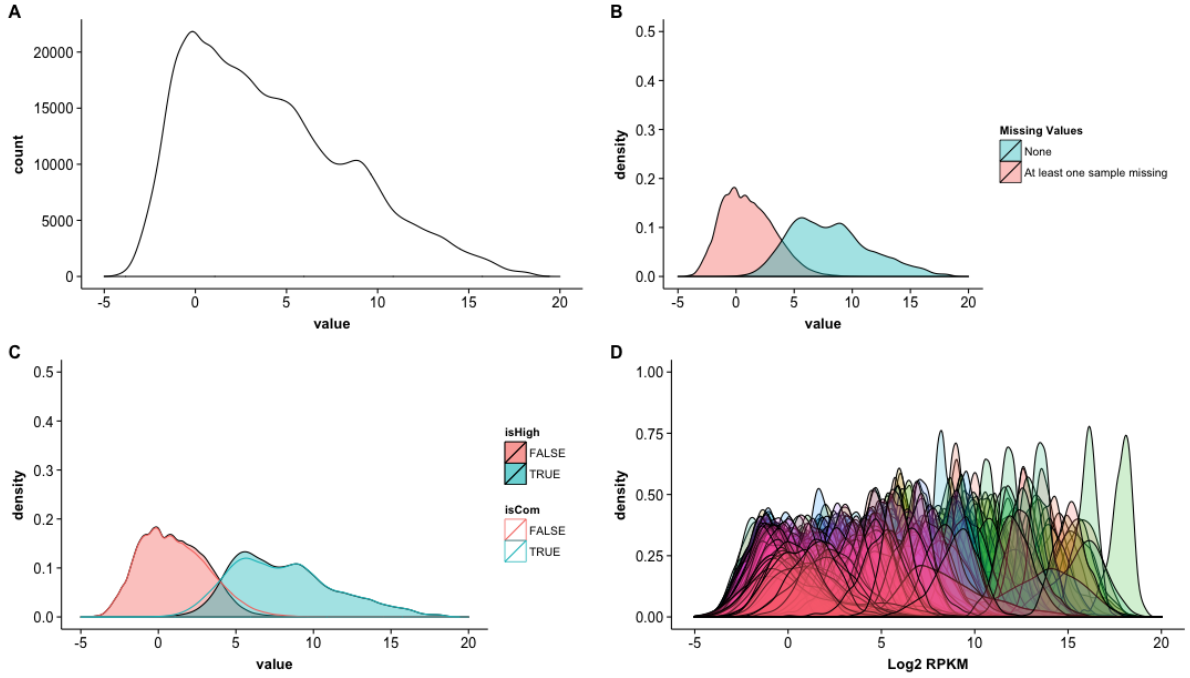 A
count
20000
15000
10000
5000
0
-5 0 5 10 15 20
value
B
density
0.5
0.4
0.3
0.2
0.1
0.0
-5 0 5 10 15 20
value
Missing Values
None
At least one sample missing
C
density
0.5
0.4
0.3
0.2
0.1
0.0
-5 0 5 10 15 20
value
isHigh
FALSE
TRUE
isCom
FALSE
TRUE
D
density
1.00
0.75
0.50
0.25
0.00
-5 0 5 10 15 20
Log2 RPKM